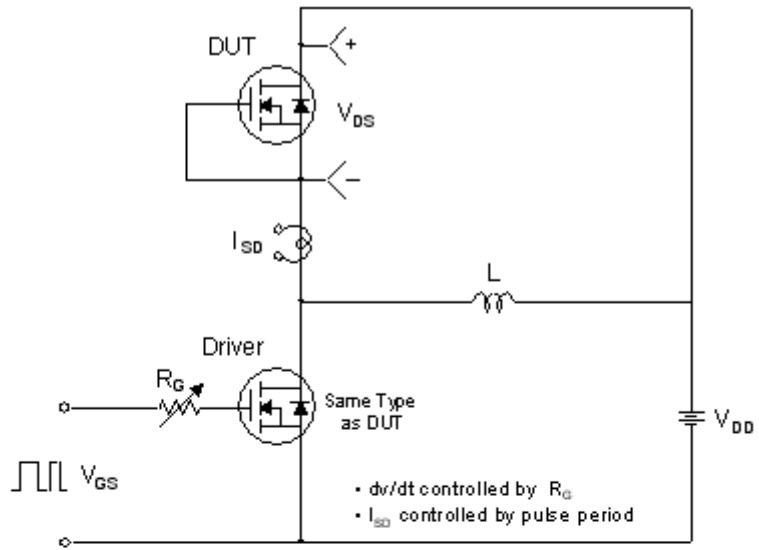 DUT
+
V_DS
−
I_SD
L
Driver
R_G
Same Type
as DUT
V_DD
V_GS
• dv/dt controlled by R_G
• I_SD controlled by pulse period